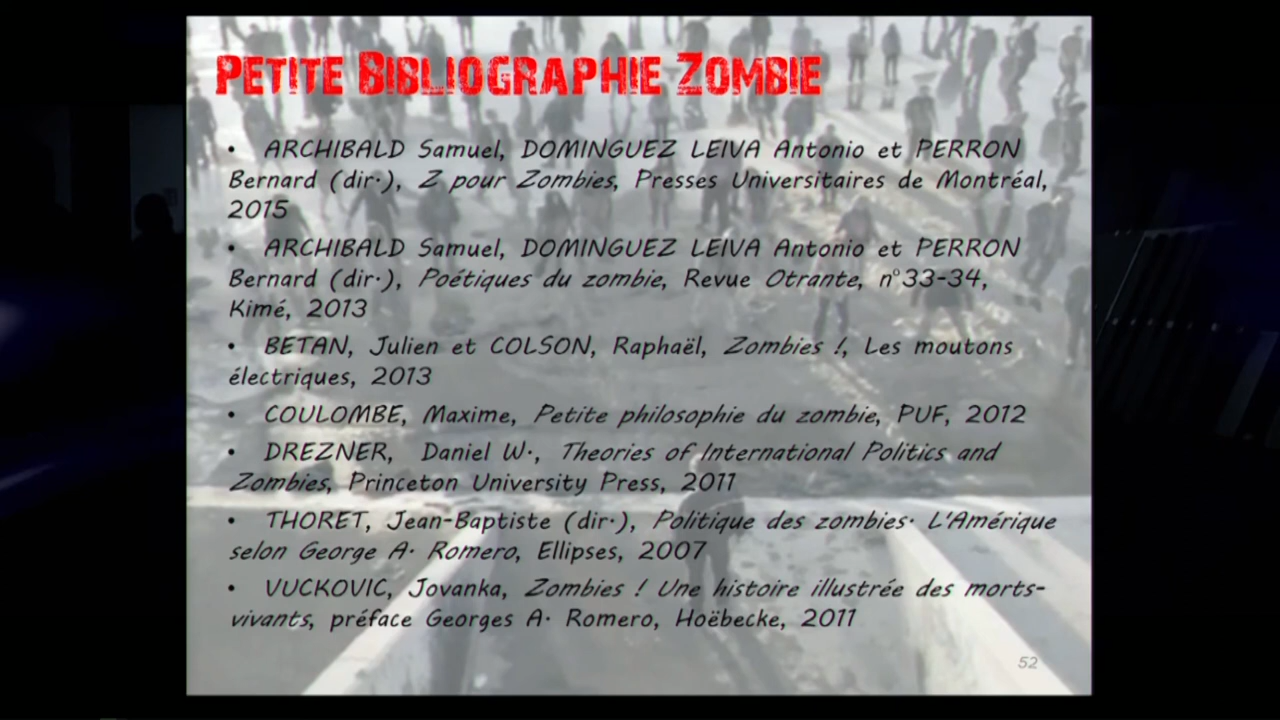 PETITE BIBLIOGRAPHIE ZOMBIE
• ARCHIBALD Samuel, DOMINGUEZ LEIVA Antonio et PERRON
Bernard (dir.), Z pour Zombies, Presses Universitaires de Montréal,
2015
• ARCHIBALD Samuel, DOMINGUEZ LEIVA Antonio et PERRON
Bernard (dir.), Poétiques du zombie, Revue Otrante, n°33-34,
Kimé, 2013
• BETAN, Julien et COLSON, Raphaël, Zombies !, Les moutons
électriques, 2013
• COULOMBE, Maxime, Petite philosophie du zombie, PUF, 2012
• DREZNER, Daniel W., Theories of International Politics and
Zombies, Princeton University Press, 2011
• THORET, Jean-Baptiste (dir.), Politique des zombies. L'Amérique
selon George A. Romero, Ellipses, 2007
• VUCKOVIC, Jovanka, Zombies ! Une histoire illustrée des morts-
vivants, préface Georges A. Romero, Hoëbecke, 2011
52